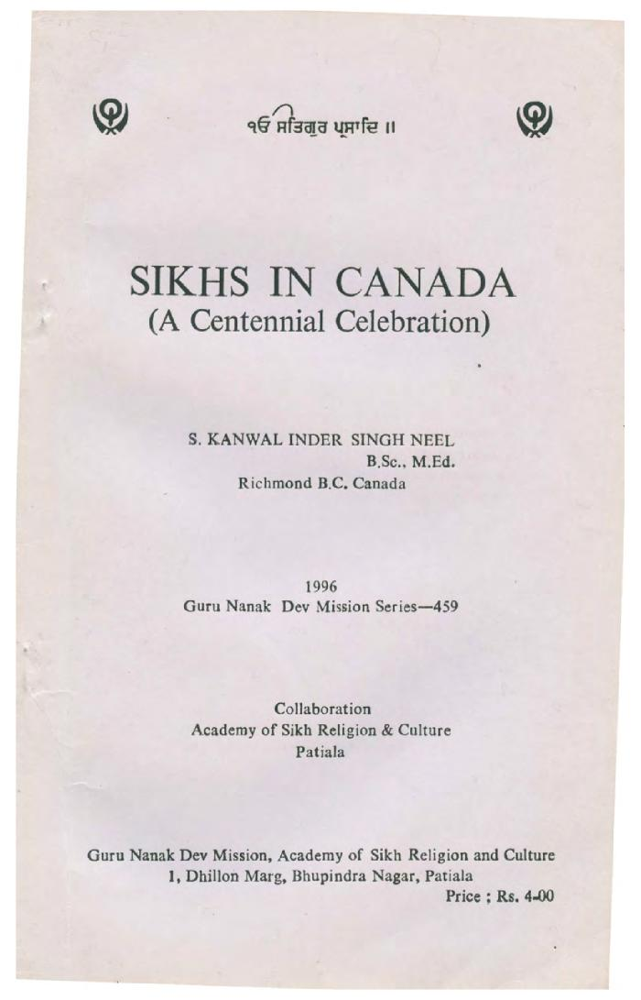 ੴ ਸਤਿਗੁਰ ਪ੍ਰਸਾਦਿ ॥
SIKHS IN CANADA
(A Centennial Celebration)
S. KANWAL INDER SINGH NEEL
B.Sc., M.Ed.
Richmond B.C. Canada
1996
Guru Nanak Dev Mission Series—459
Collaboration
Academy of Sikh Religion & Culture
Patiala
Guru Nanak Dev Mission, Academy of Sikh Religion and Culture
1, Dhillon Marg, Bhupindra Nagar, Patiala
Price ; Rs. 4-00